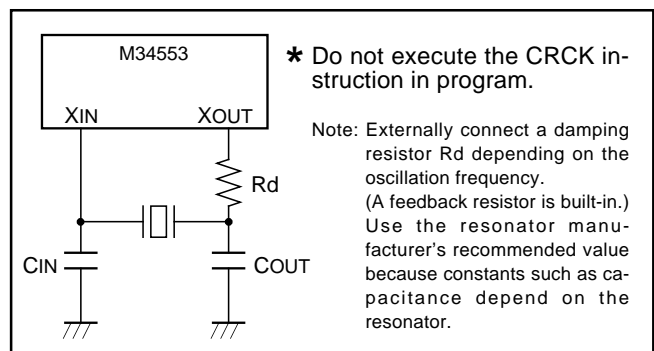 M34553
XIN
XOUT
Rd
CIN
COUT
* Do not execute the CRCK in-
struction in program.
Note: Externally connect a damping
resistor Rd depending on the
oscillation frequency.
(A feedback resistor is built-in.)
Use the resonator manu-
facturer's recommended value
because constants such as ca-
pacitance depend on the
resonator.